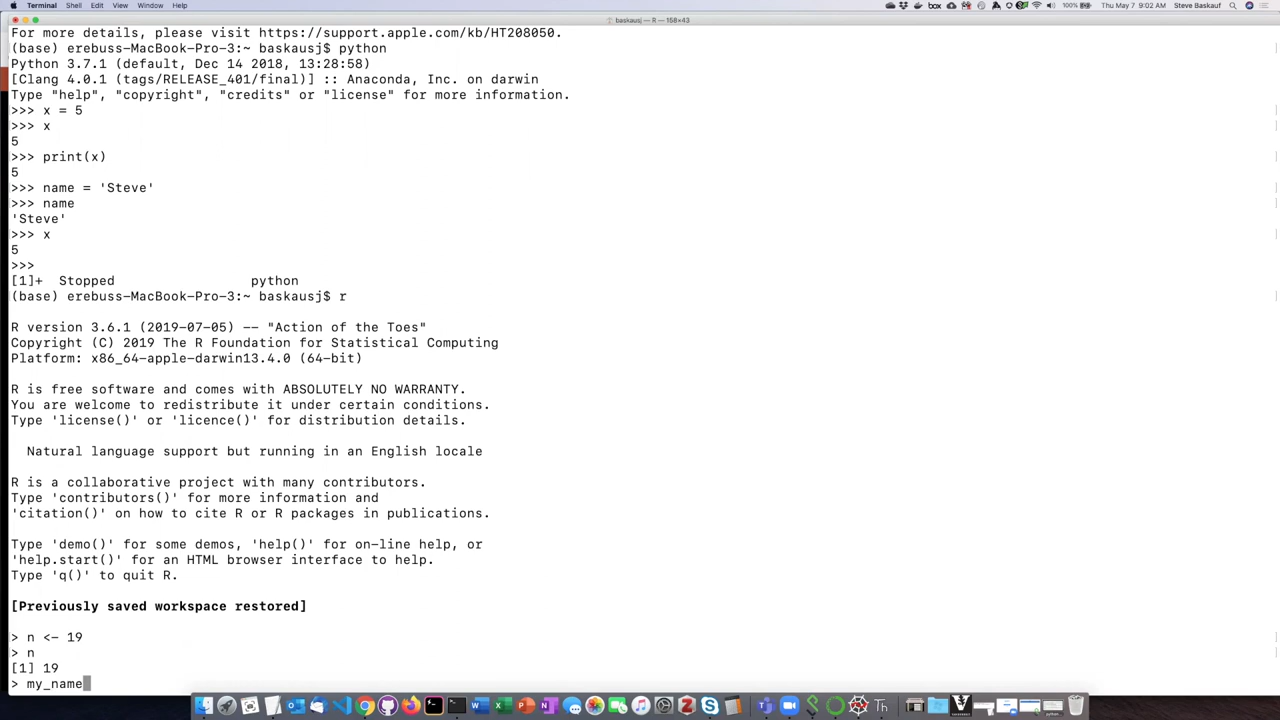 Terminal Shell Edit View Window Help
box
100%
Thu May 7 9:02 AM Steve Baskauf
baskausj — R — 168×43
For more details, please visit https://support.apple.com/kb/HT208050.
(base) erebuss-MacBook-Pro-3:~ baskausj$ python
Python 3.7.1 (default, Dec 14 2018, 13:28:58)
[Clang 4.0.1 (tags/RELEASE_401/final)] :: Anaconda, Inc. on darwin
Type "help", "copyright", "credits" or "license" for more information.
>>> x = 5
>>> x
5
>>> print(x)
5
>>> name = 'Steve'
>>> name
'Steve'
>>> x
5
>>>
[1]+  Stopped                 python
(base) erebuss-MacBook-Pro-3:~ baskausj$ r
R version 3.6.1 (2019-07-05) -- "Action of the Toes"
Copyright (C) 2019 The R Foundation for Statistical Computing
Platform: x86_64-apple-darwin13.4.0 (64-bit)
R is free software and comes with ABSOLUTELY NO WARRANTY.
You are welcome to redistribute it under certain conditions.
Type 'license()' or 'licence()' for distribution details.
Natural language support but running in an English locale
R is a collaborative project with many contributors.
Type 'contributors()' for more information and
'citation()' on how to cite R or R packages in publications.
Type 'demo()' for some demos, 'help()' for on-line help, or
'help.start()' for an HTML browser interface to help.
Type 'q()' to quit R.
[Previously saved workspace restored]
> n <- 19
> n
[1] 19
> my_name